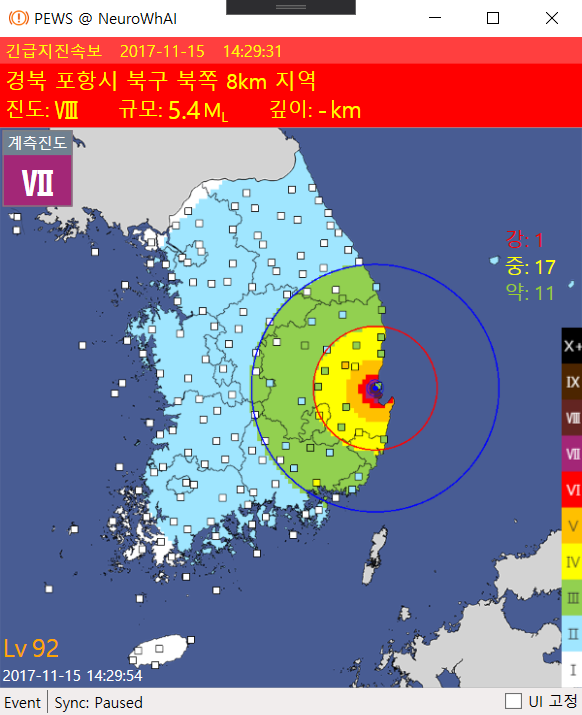 PEWS @ NeuroWhAI
긴급지진속보 2017-11-15 14:29:31
경북 포항시 북구 북쪽 8km 지역
진도: Ⅷ 규모: 5.4 ML 깊이: - km
계측진도
Ⅶ
강: 1
중: 17
약: 11
X+
Ⅸ
Ⅷ
Ⅶ
Ⅵ
Ⅴ
Ⅳ
Ⅲ
Ⅱ
Ⅰ
Lv 92
2017-11-15 14:29:54
Event Sync: Paused UI 고정